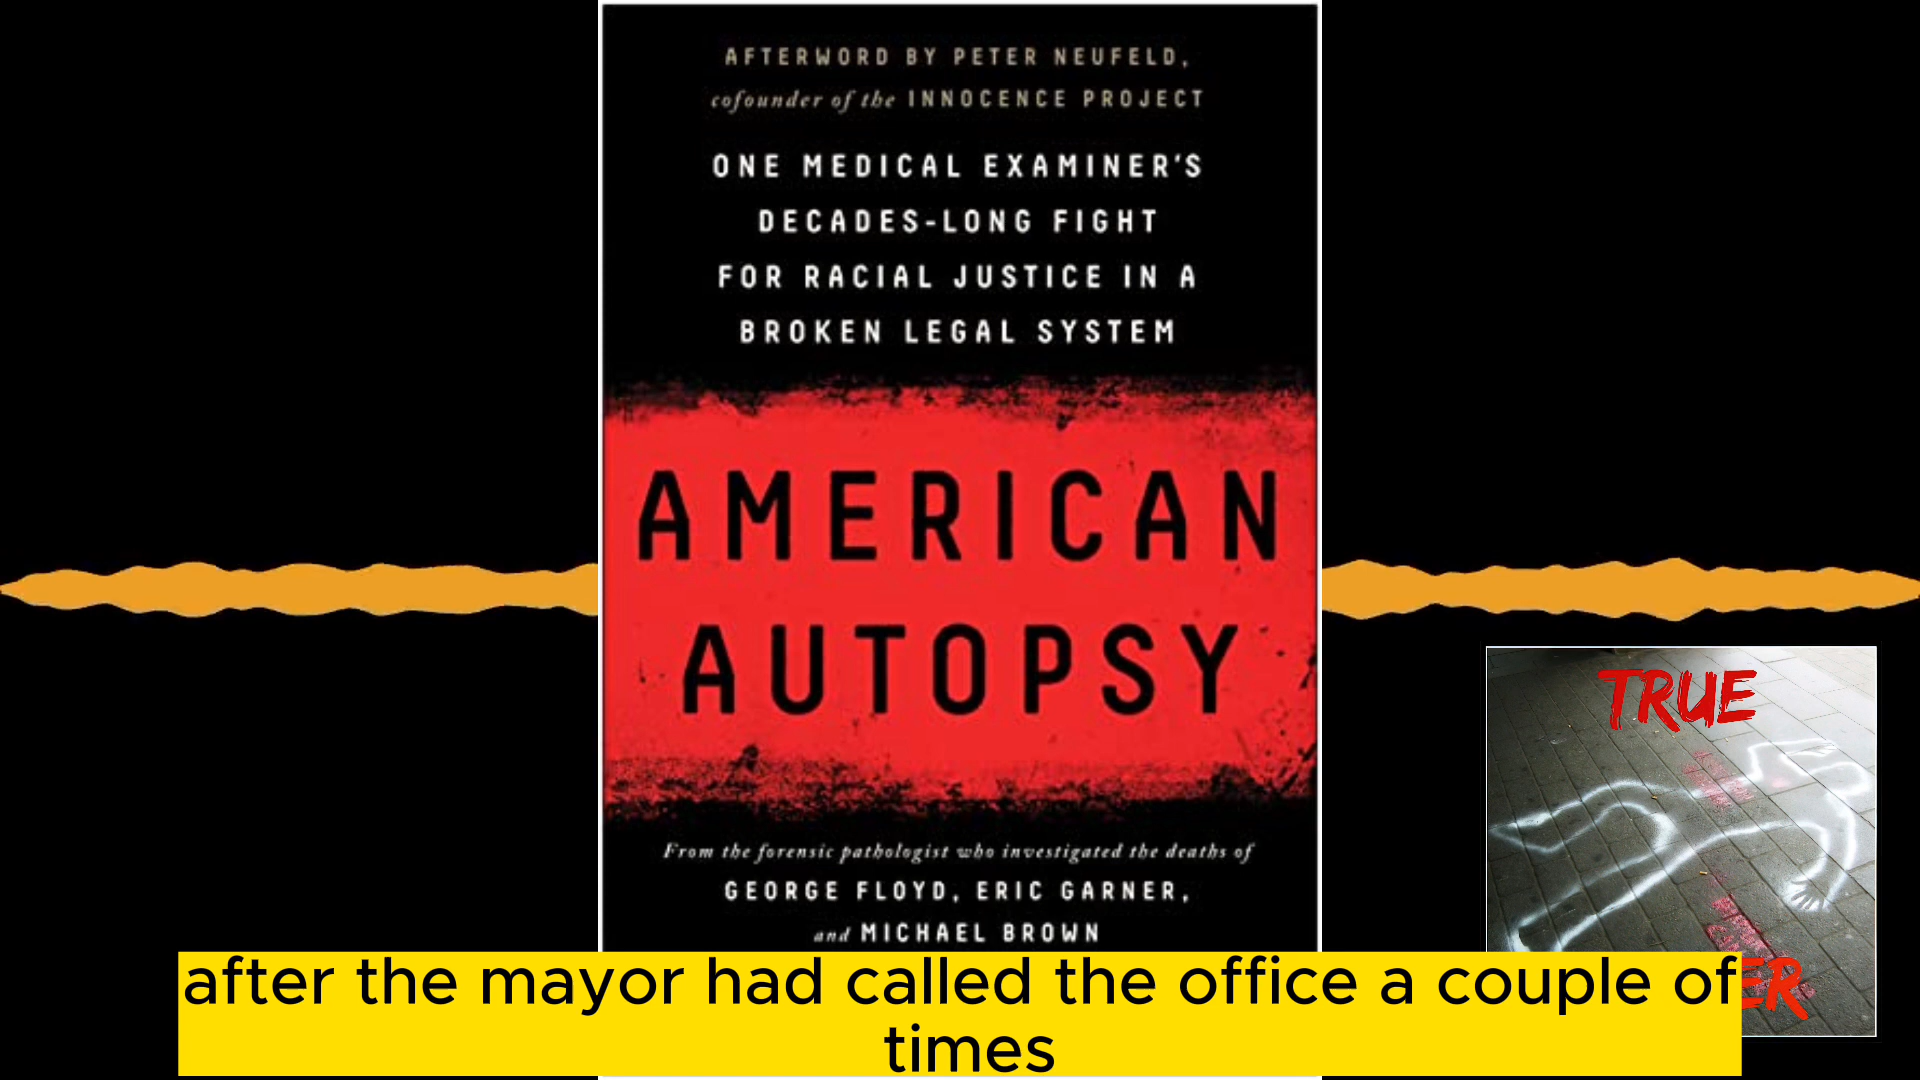 AFTERWORD BY PETER NEUFELD,
cofounder of the INNOCENCE PROJECT
ONE MEDICAL EXAMINER'S
DECADES-LONG FIGHT
FOR RACIAL JUSTICE IN A
BROKEN LEGAL SYSTEM
AMERICAN
AUTOPSY
From the forensic pathologist who investigated the deaths of
GEORGE FLOYD, ERIC GARNER,
and MICHAEL BROWN
TRUE
after the mayor had called the office a couple of
times